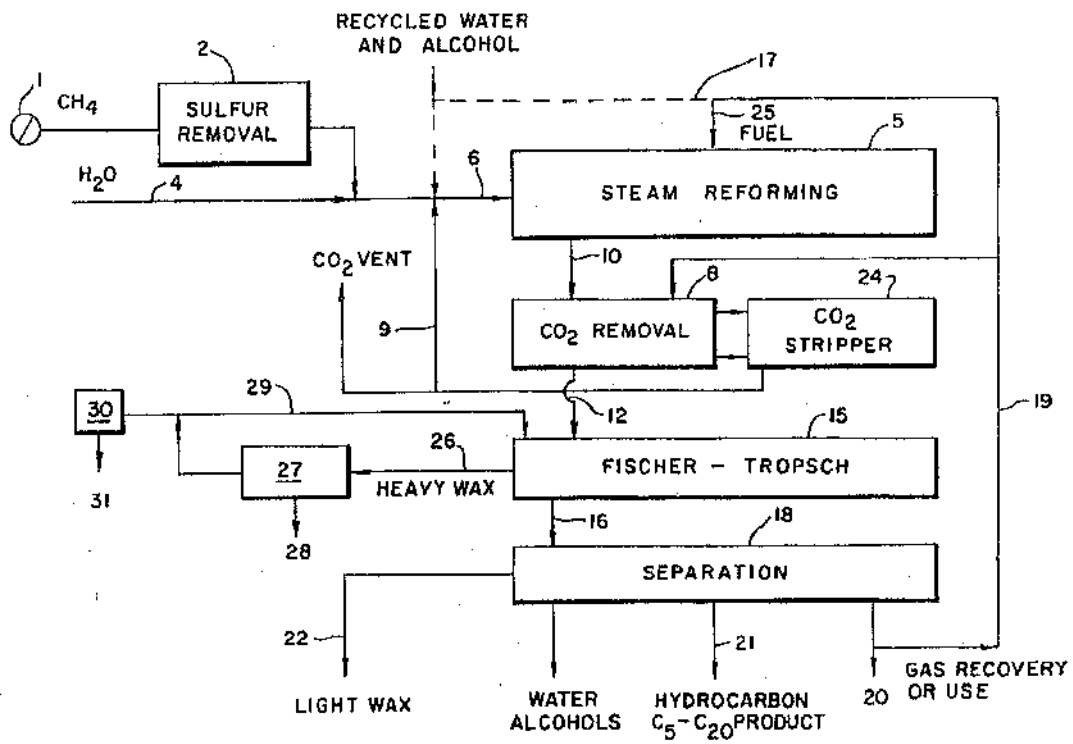 RECYCLED WATER
AND ALCOHOL
1
CH4
2
SULFUR
REMOVAL
17
25
FUEL
5
H2O
4
6
STEAM REFORMING
CO2 VENT
10
8
24
9
CO2 REMOVAL
CO2
STRIPPER
29
12
19
30
15
26
FISCHER - TROPSCH
27
HEAVY WAX
31
16
18
28
SEPARATION
22
21
LIGHT WAX
WATER
ALCOHOLS
HYDROCARBON
C5-C20 PRODUCT
20
GAS RECOVERY
OR USE